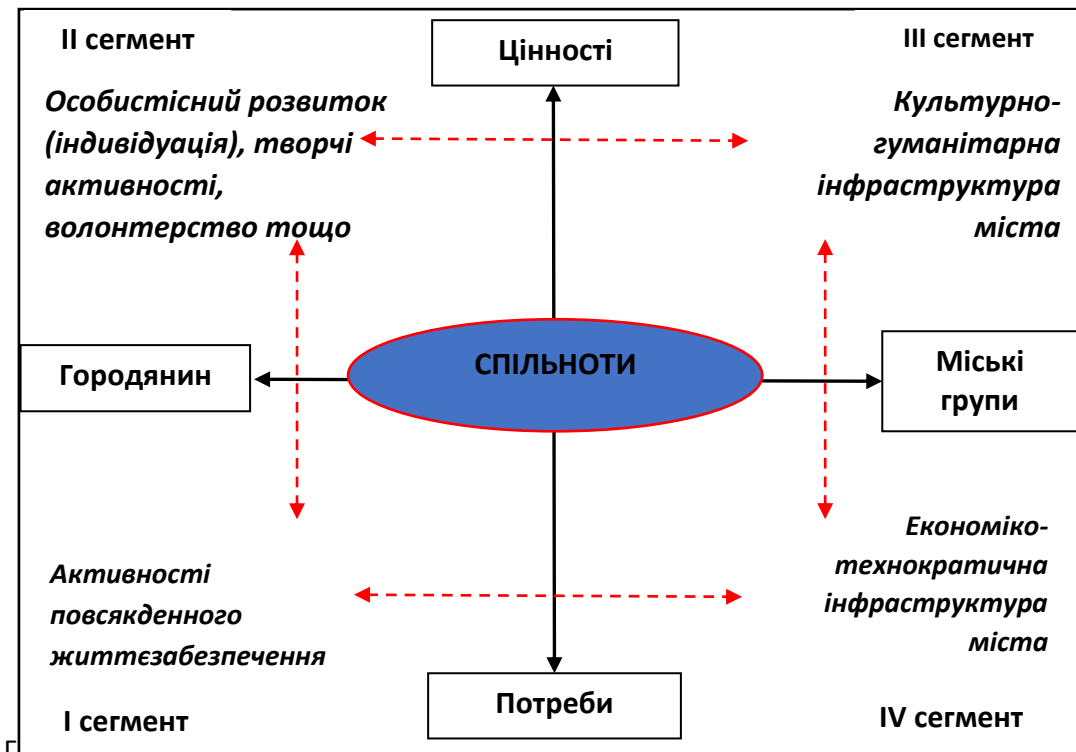 II сегмент
Цінності
III сегмент
Особистісний розвиток
(індивідуація), творчі
активності,
волонтерство тощо
Культурно-
гуманітарна
інфраструктура
міста
Городянин
СПІЛЬНОТИ
Міські
групи
Активності
повсякденного
життєзабезпечення
Економіко-
технократична
інфраструктура
міста
I сегмент
Потреби
IV сегмент
Г